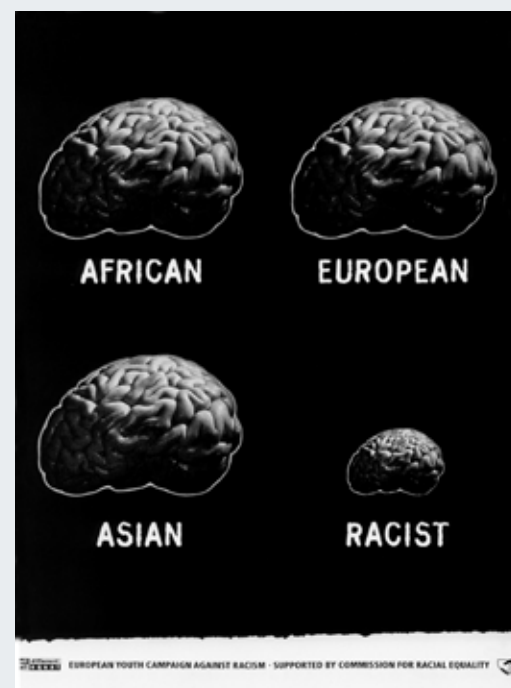 AFRICAN
EUROPEAN
ASIAN
RACIST
EUROPEAN YOUTH CAMPAIGN AGAINST RACISM · SUPPORTED BY COMMISSION FOR RACIAL EQUALITY